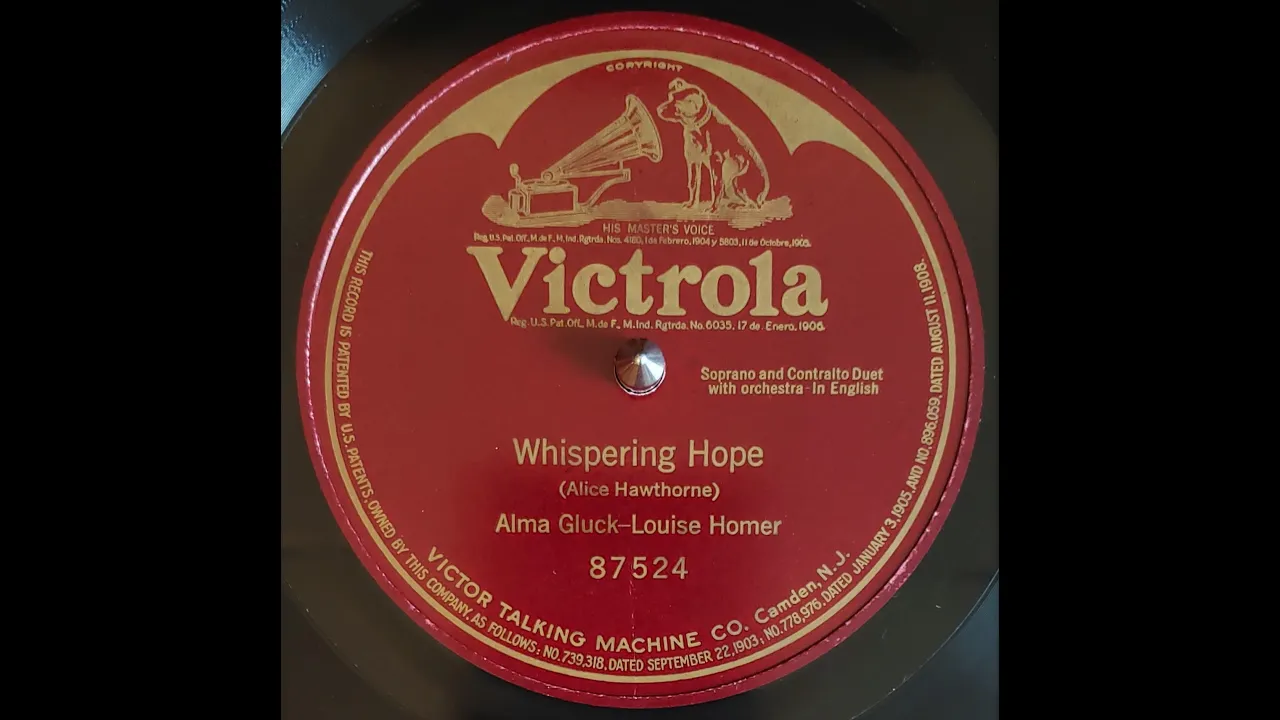 COPYRIGHT
HIS MASTER'S VOICE
Reg. U.S. Pat. Off., M. de F., M. Ind. Rgtrda. Nos. 4180, 1 de Febrero, 1904 y 5803, 11 de Octobre, 1905.
Victrola
Reg. U.S. Pat. Off., M. de F., M. Ind. Rgtrda. No. 6035, 17 de Enero, 1906
Soprano and Contralto Duet
with orchestra-In English
Whispering Hope
(Alice Hawthorne)
Alma Gluck-Louise Homer
87524
VICTOR TALKING MACHINE CO. Camden, N.J.
THIS RECORD IS PATENTED BY U.S. PATENTS, OWNED BY THIS COMPANY, AS FOLLOWS: NO. 739,318, DATED SEPTEMBER 22, 1903; NO. 778,976, DATED JANUARY 3, 1905, AND NO. 896,059, DATED AUGUST 11, 1908.